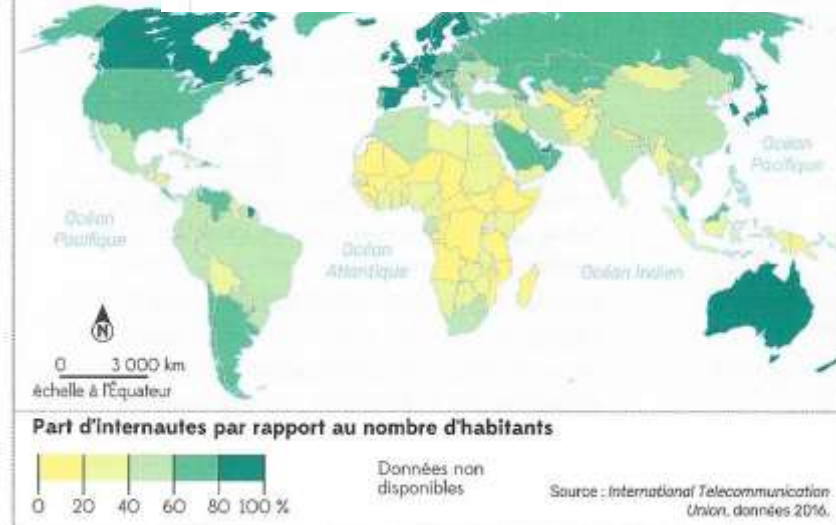 Océan
Pacifique
Océan
Pacifique
Océan
Atlantique
Océan Indien
N
0 3 000 km
échelle à l'Équateur
Part d'internautes par rapport au nombre d'habitants
0 20 40 60 80 100 %
Données non
disponibles
Source : International Telecommunication
Union, données 2016.